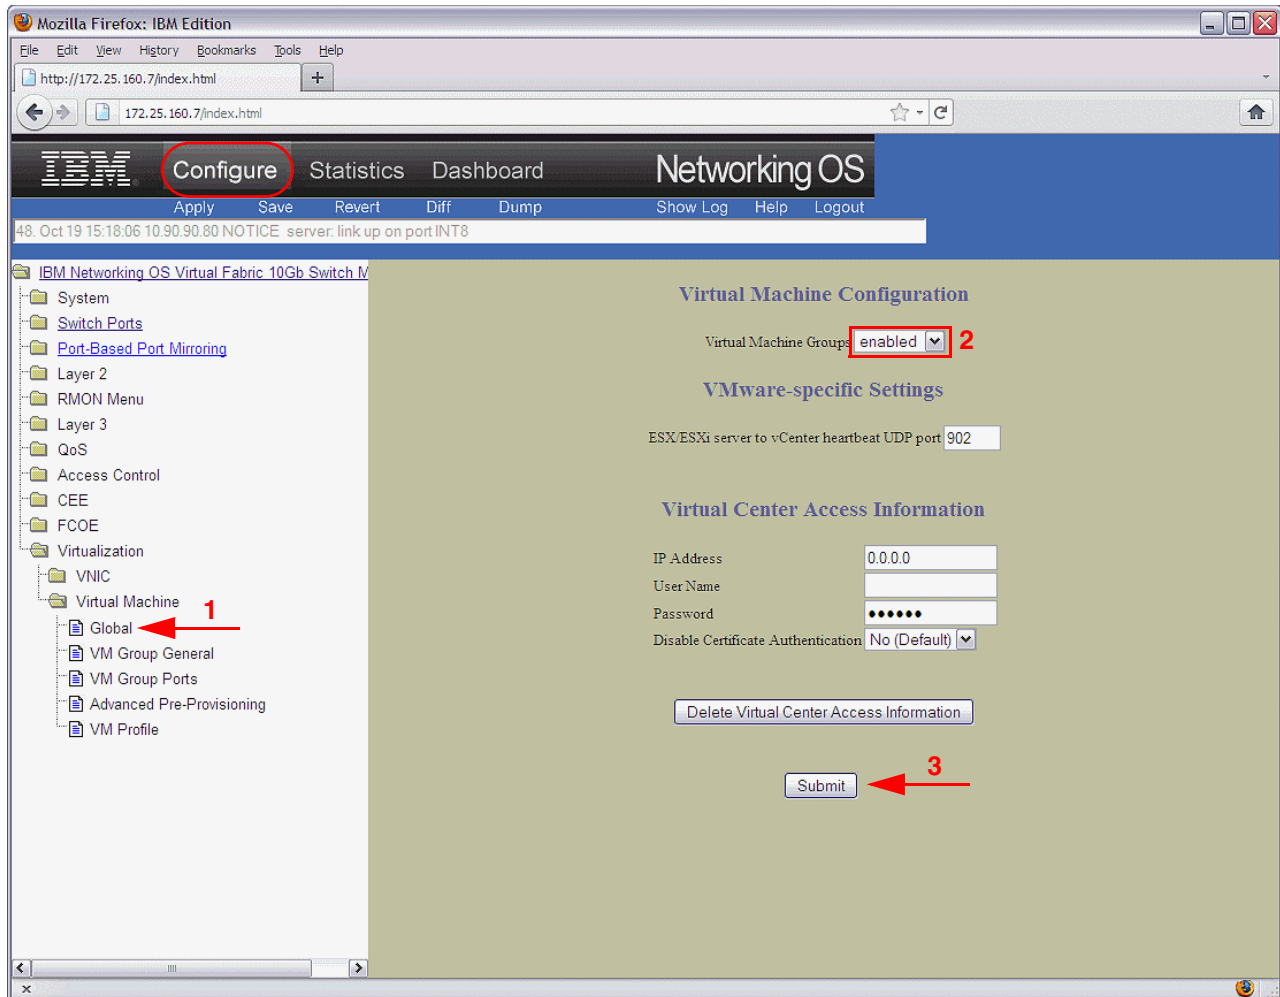 Mozilla Firefox: IBM Edition
File Edit View History Bookmarks Tools Help
http://172.25.160.7/index.html +
172.25.160.7/index.html
IBM Configure Statistics Dashboard Networking OS
Apply Save Revert Diff Dump Show Log Help Logout
48. Oct 19 15:18:06 10.90.90.80 NOTICE server: link up on port INT8
IBM Networking OS Virtual Fabric 10Gb Switch M
System
Switch Ports
Port-Based Port Mirroring
Layer 2
RMON Menu
Layer 3
QoS
Access Control
CEE
FCOE
Virtualization
VNIC
Virtual Machine
1
Global
VM Group General
VM Group Ports
Advanced Pre-Provisioning
VM Profile
Virtual Machine Configuration
Virtual Machine Groups enabled 2
VMware-specific Settings
ESX/ESXi server to vCenter heartbeat UDP port 902
Virtual Center Access Information
IP Address 0.0.0.0
User Name
Password ●●●●●●
Disable Certificate Authentication No (Default)
Delete Virtual Center Access Information
Submit 3
x